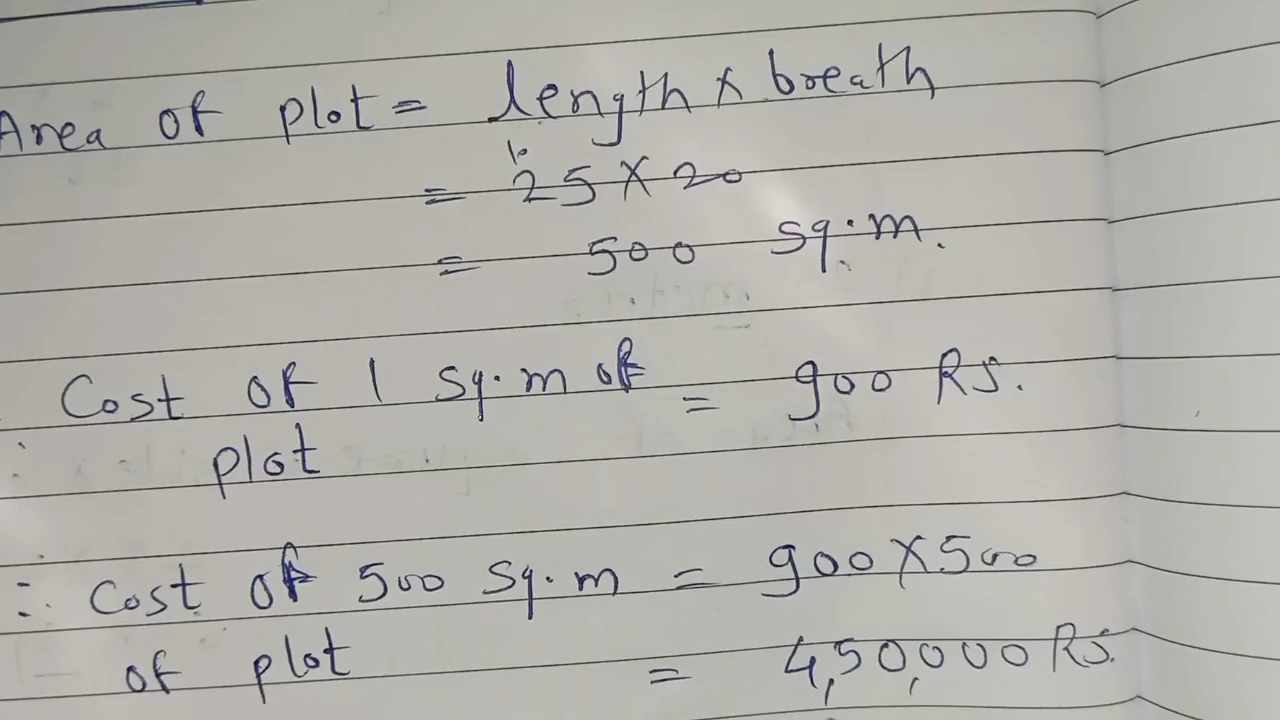 Area of plot = length × breath
= 25 × 20
= 500 sq.m.
Cost of 1 sq.m of = 900 Rs.
plot
∴ Cost of 500 sq.m = 900 × 500
of plot = 4,50,000 Rs.